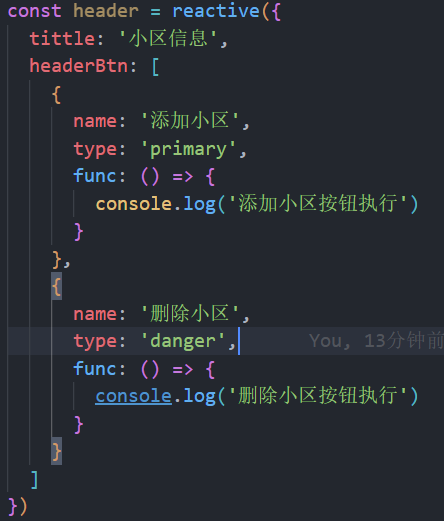 const header = reactive({
  tittle: '小区信息',
  headerBtn: [
    {
      name: '添加小区',
      type: 'primary',
      func: () => {
        console.log('添加小区按钮执行')
      }
    },
    {
      name: '删除小区',
      type: 'danger', You, 13分钟前
      func: () => {
        console.log('删除小区按钮执行')
      }
    }
  ]
})